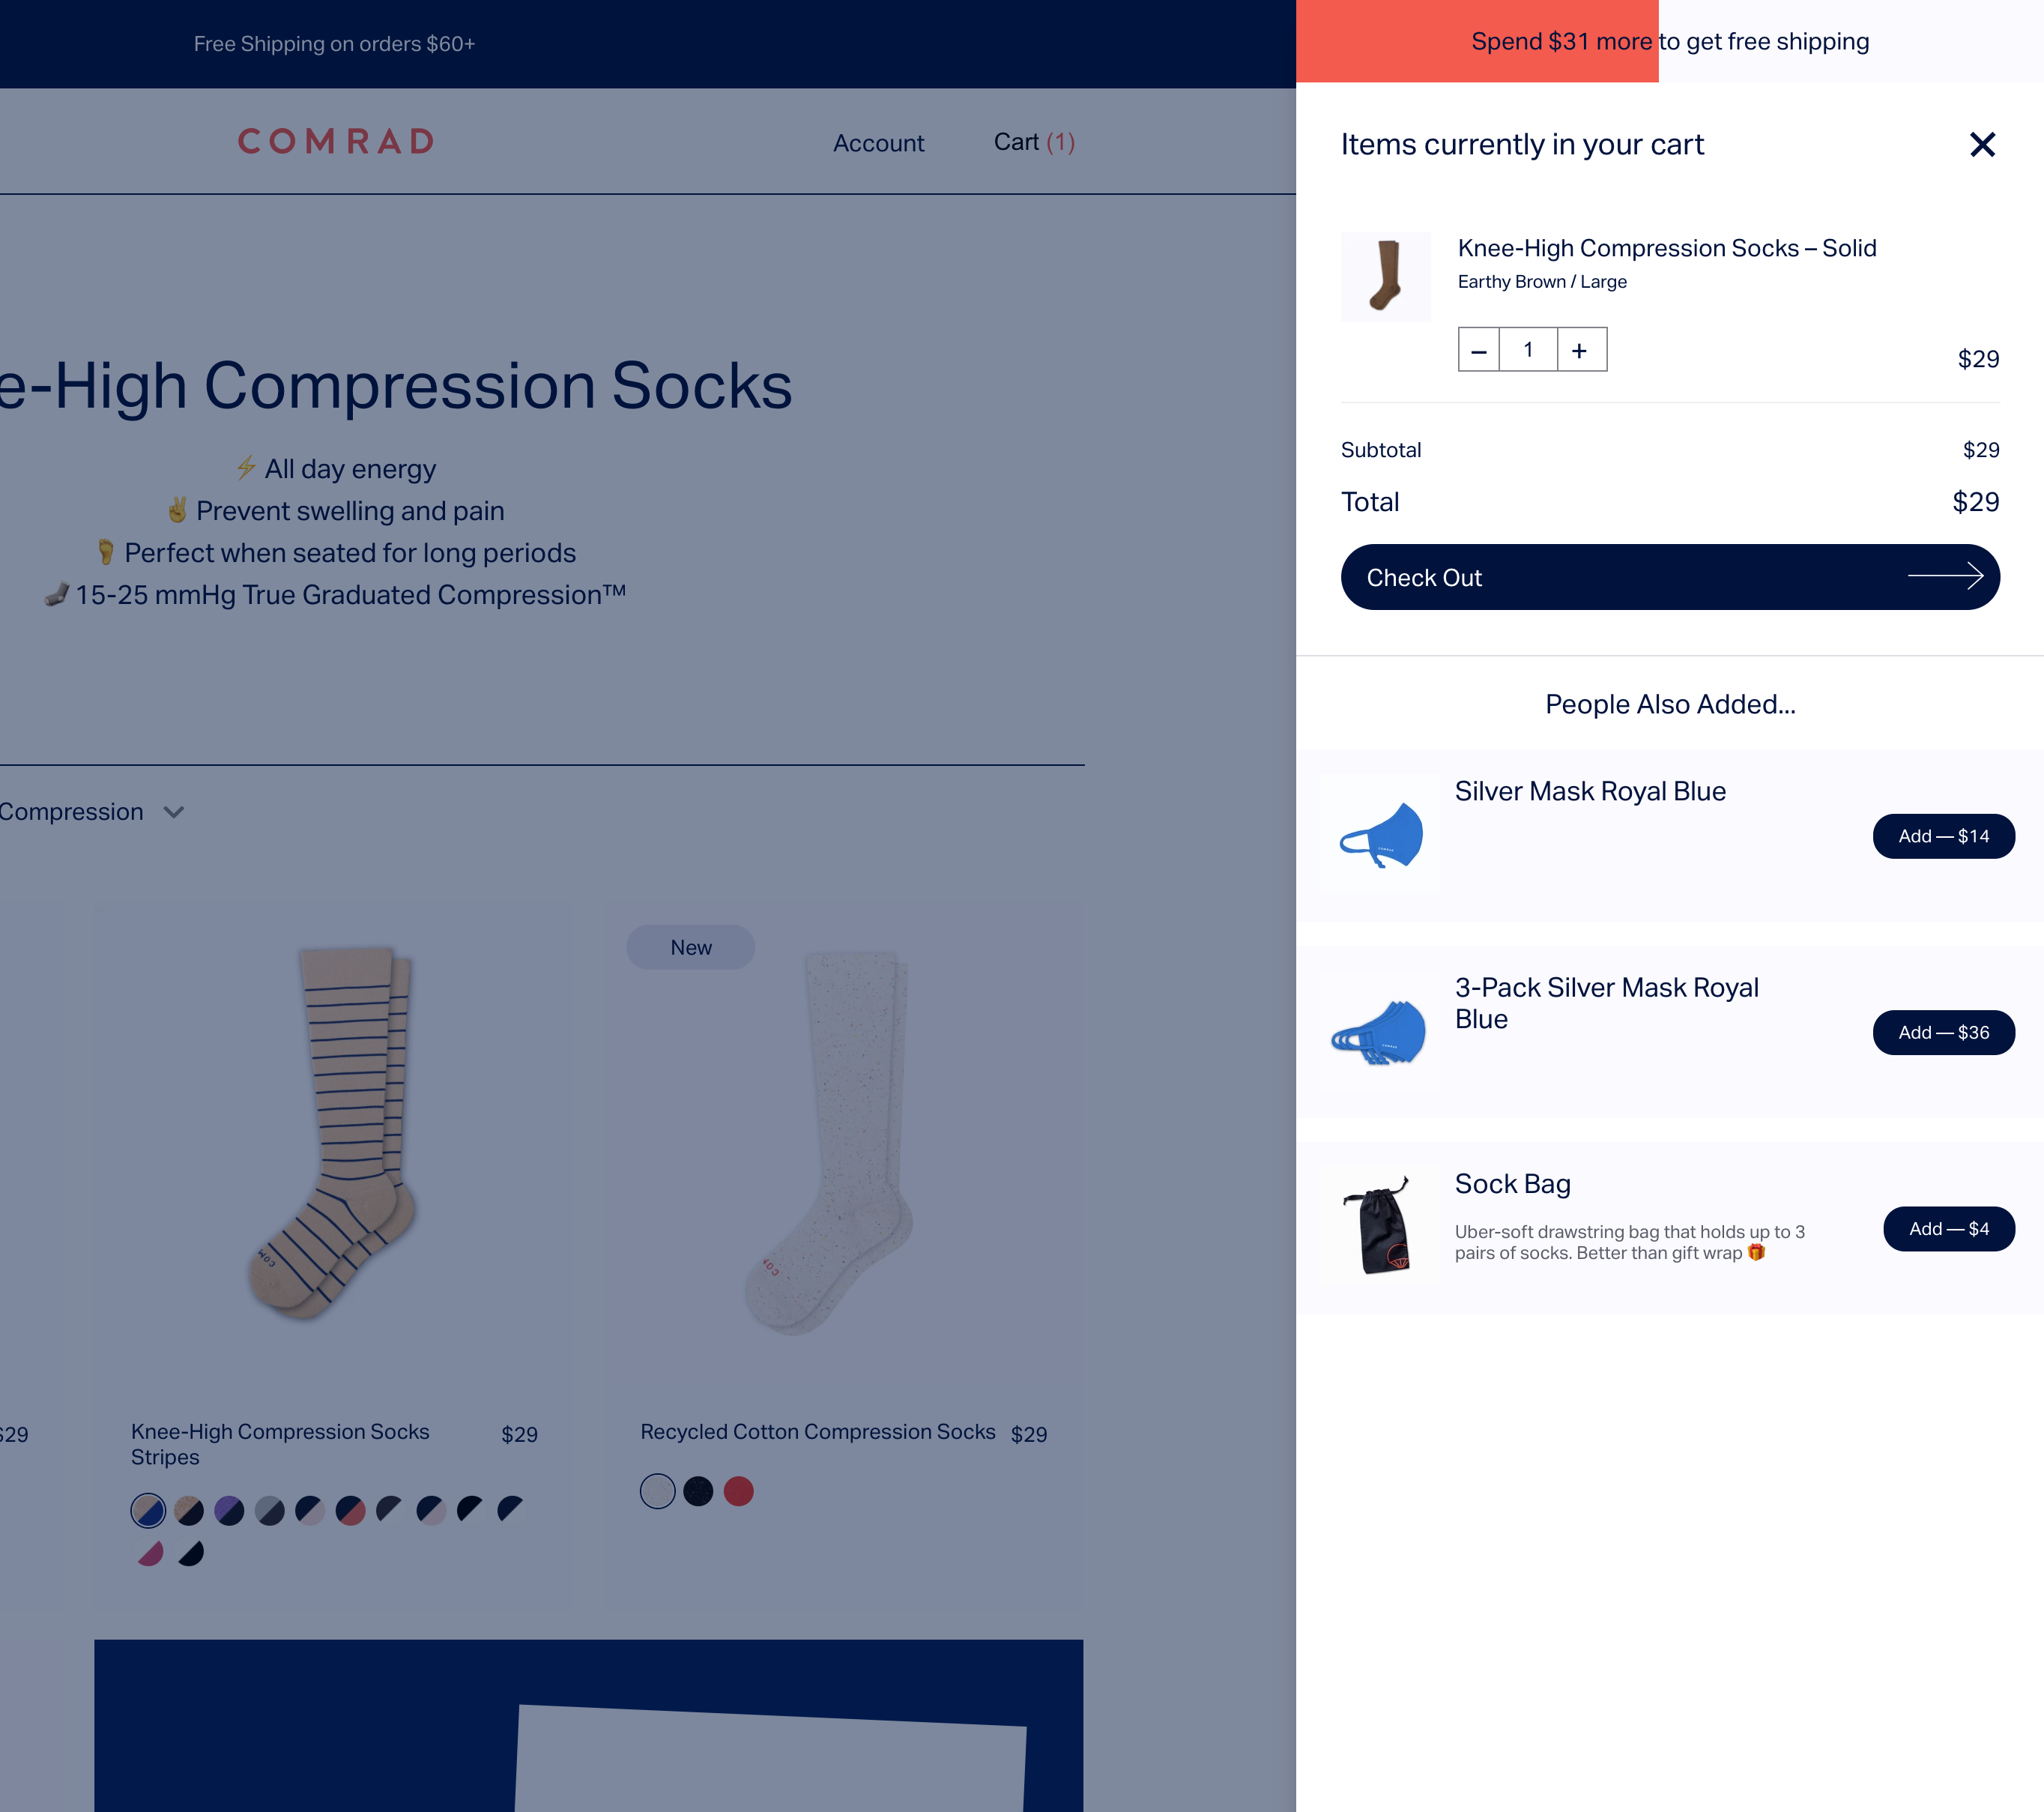 Free Shipping on orders $60+
Spend $31 more to get free shipping
COMRAD
Account
Cart (1)
Items currently in your cart
Knee-High Compression Socks – Solid
Earthy Brown / Large
– 1 +
$29
Subtotal $29
Total $29
Check Out
e-High Compression Socks
⚡ All day energy
✌️ Prevent swelling and pain
🦶 Perfect when seated for long periods
🧦 15-25 mmHg True Graduated Compression™
People Also Added...
Silver Mask Royal Blue
Add — $14
3-Pack Silver Mask Royal
Blue
Add — $36
Sock Bag
Uber-soft drawstring bag that holds up to 3
pairs of socks. Better than gift wrap 🎁
Add — $4
Compression
New
COM
CO
$29
Knee-High Compression Socks
Stripes
$29
Recycled Cotton Compression Socks $29